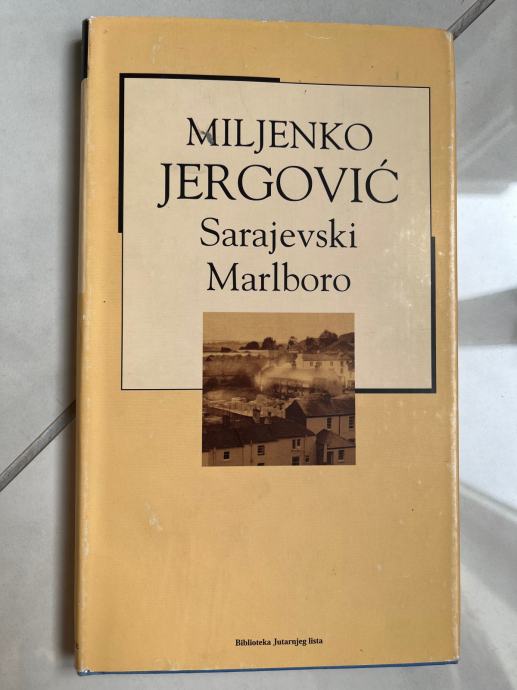 MILJENKO
JERGOVIĆ
Sarajevski
Marlboro
Biblioteka Jutarnjeg lista